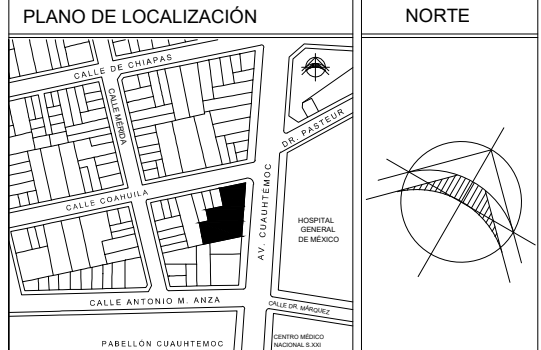 PLANO DE LOCALIZACIÓN
NORTE
CALLE DE CHIAPAS
CALLE MÉRIDA
DR. PASTEUR
CALLE COAHUILA
AV. CUAUHTEMOC
HOSPITAL
GENERAL
DE MÉXICO
CALLE ANTONIO M. ANZA
CALLE DR. MÁRQUEZ
PABELLÓN CUAUHTEMOC
CENTRO MÉDICO
NACIONAL S.XXI